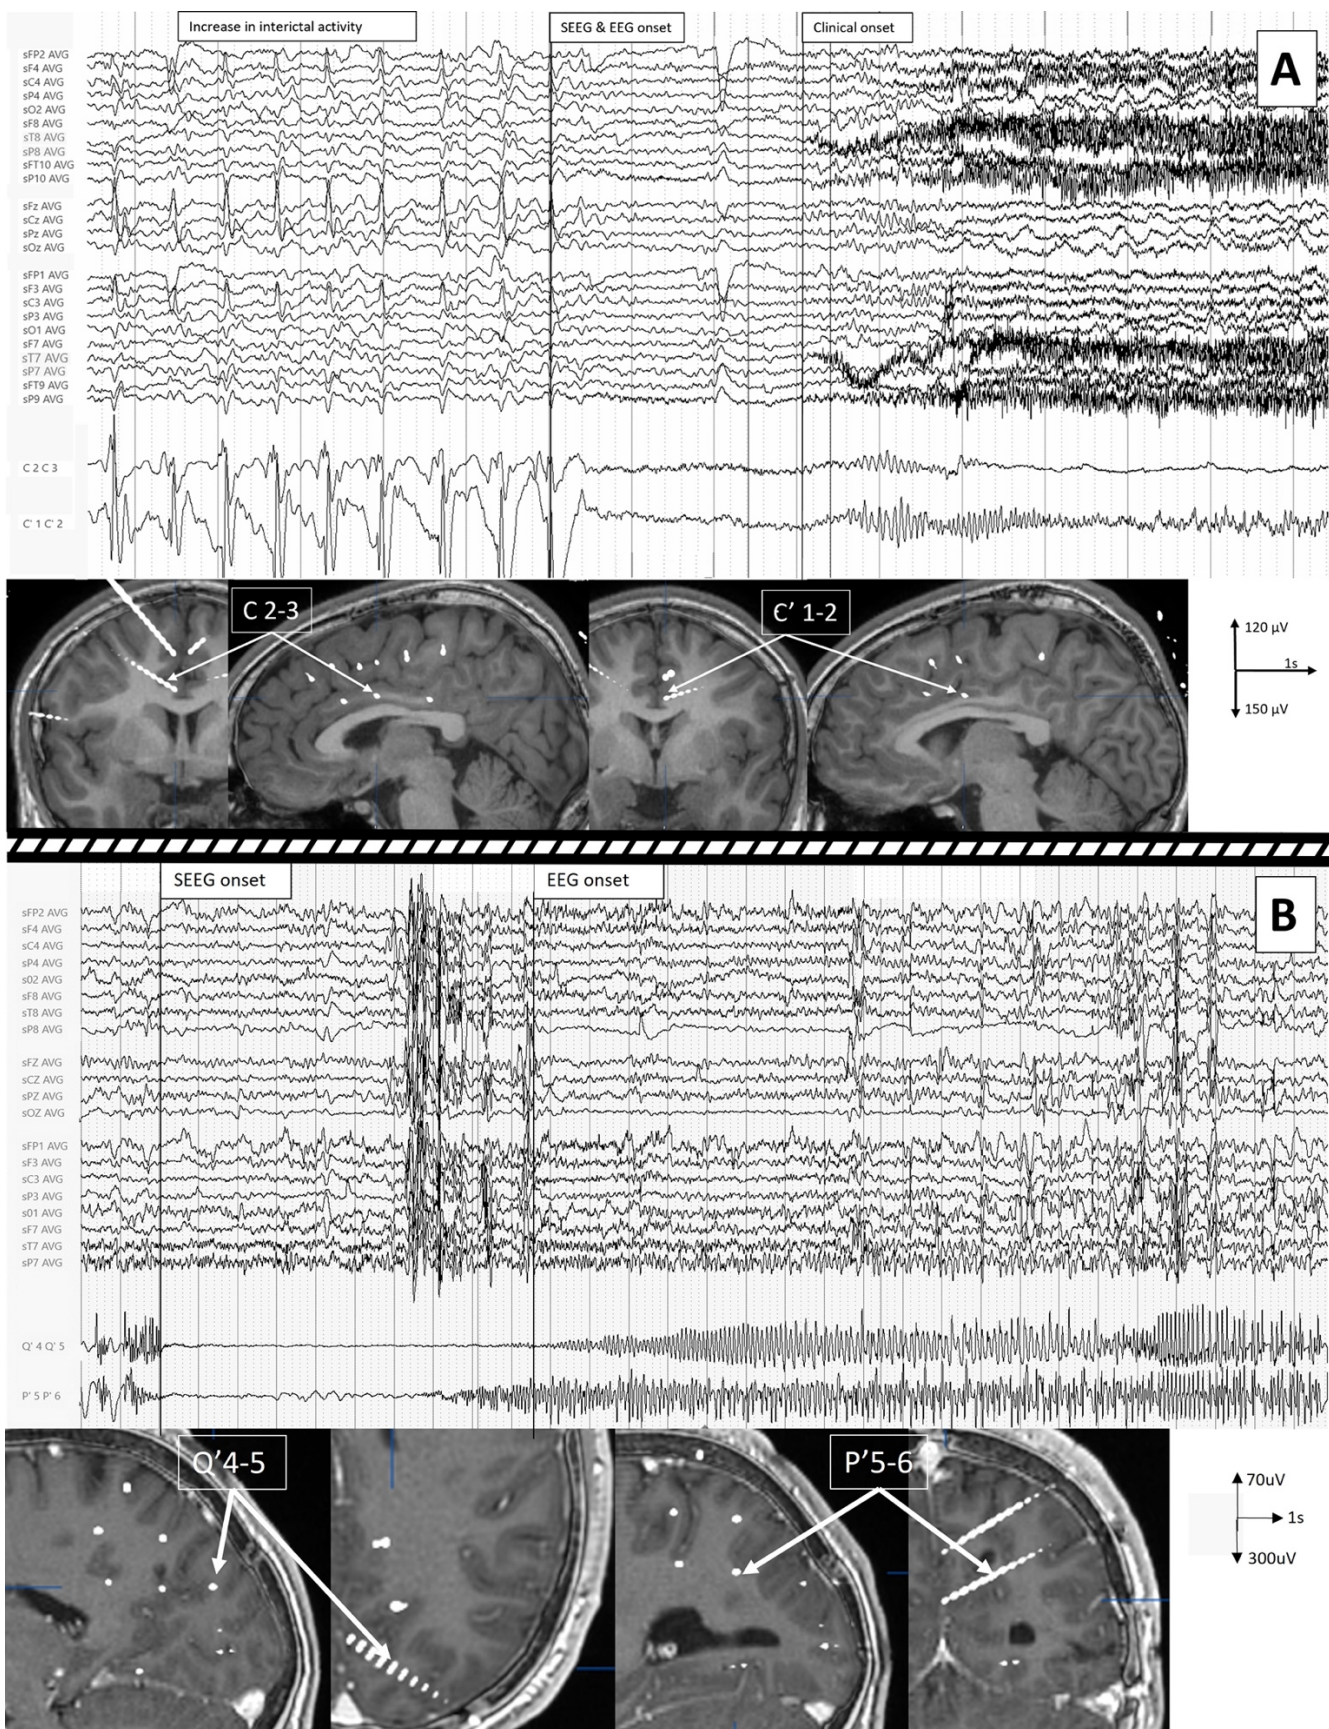 Increase in interictal activity
SEEG & EEG onset
Clinical onset
A
sFP2 AVG
sF4 AVG
sC4 AVG
sP4 AVG
sO2 AVG
sF8 AVG
sT8 AVG
sP8 AVG
sFT10 AVG
sP10 AVG
sFz AVG
sCz AVG
sPz AVG
sOz AVG
sFP1 AVG
sF3 AVG
sC3 AVG
sP3 AVG
sO1 AVG
sF7 AVG
sT7 AVG
sP7 AVG
sFT9 AVG
sP9 AVG
C 2 C 3
C' 1 C' 2
C 2-3
C' 1-2
120 µV
1s
150 µV
SEEG onset
EEG onset
B
sFP2 AVG
sF4 AVG
sC4 AVG
sP4 AVG
s02 AVG
sF8 AVG
sT8 AVG
sP8 AVG
sFZ AVG
sCZ AVG
sPZ AVG
sOZ AVG
sFP1 AVG
sF3 AVG
sC3 AVG
sP3 AVG
s01 AVG
sF7 AVG
sT7 AVG
sP7 AVG
Q' 4 Q' 5
P' 5 P' 6
Q'4-5
P'5-6
70uV
1s
300uV